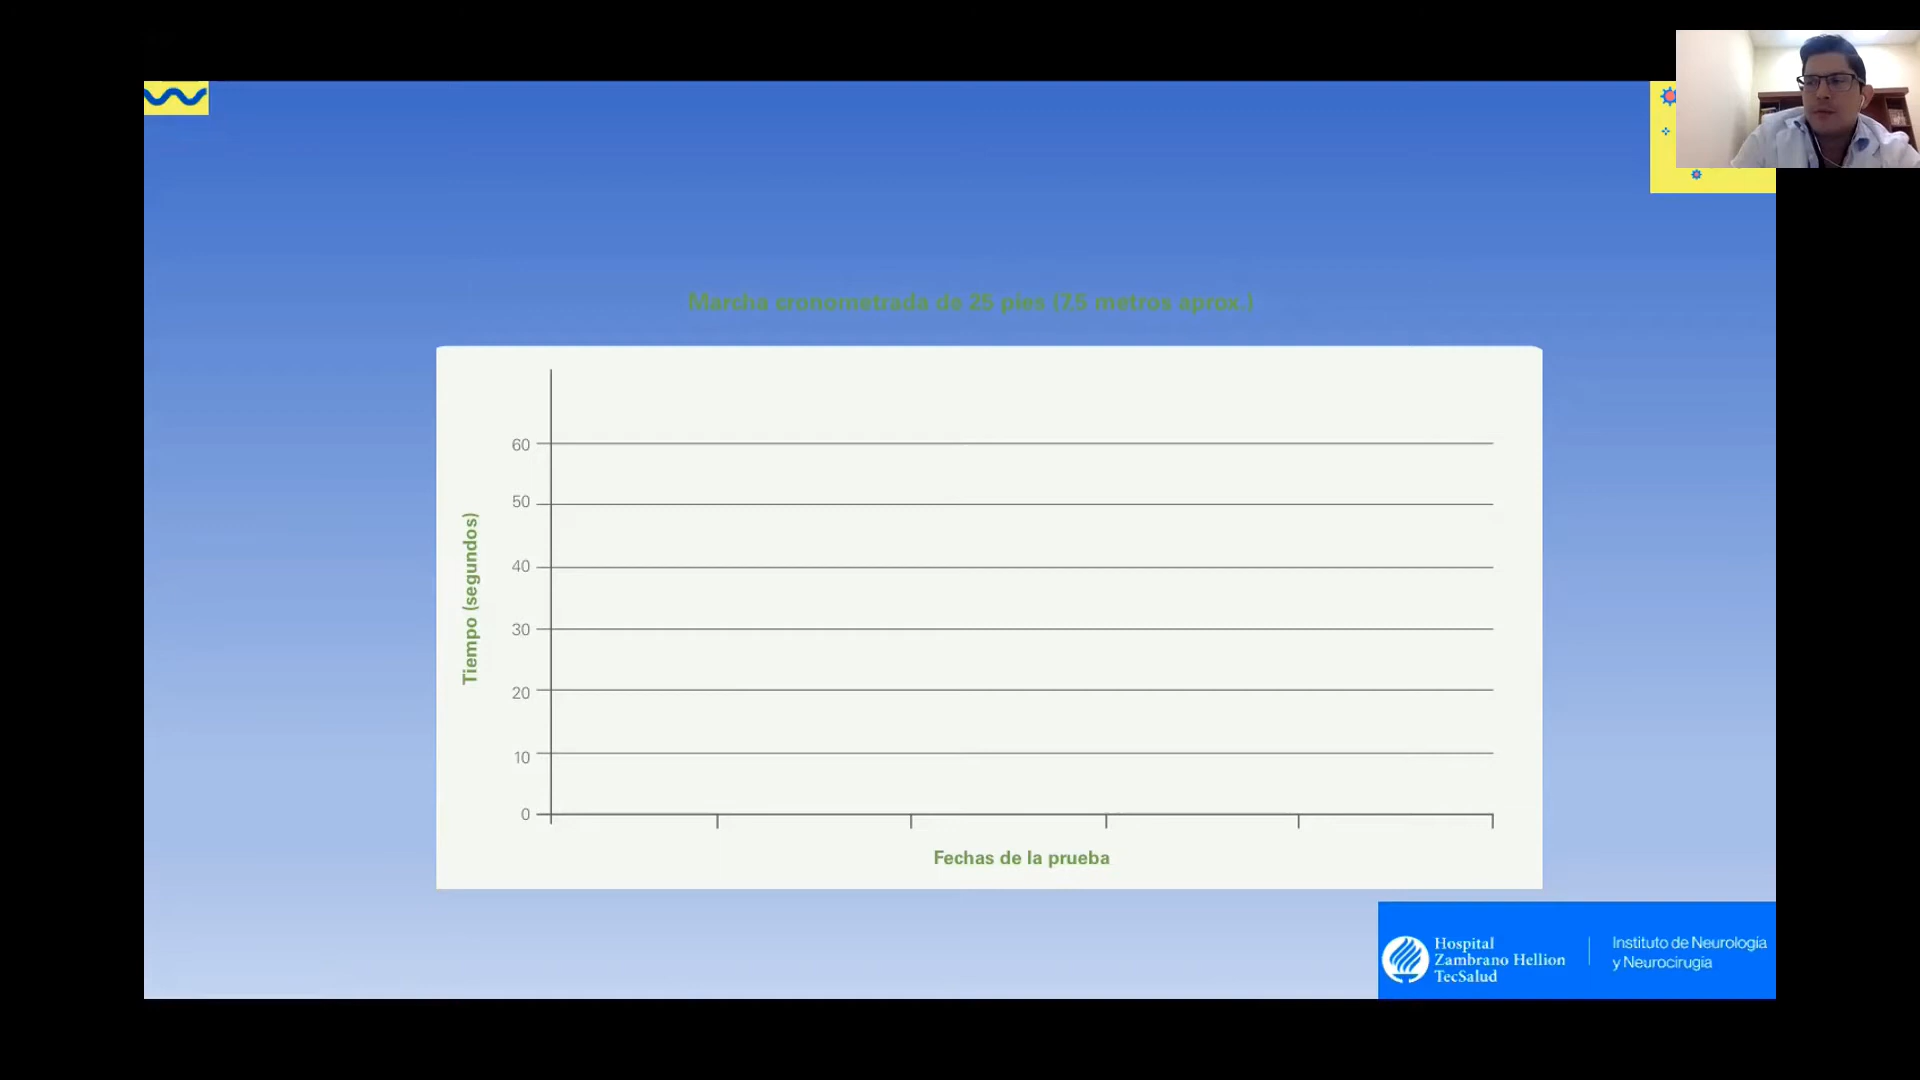 Marcha cronometrada de 25 pies (7.5 metros aprox.)
60
50
40
30
20
10
0
Tiempo (segundos)
Fechas de la prueba
Hospital
Zambrano Hellion
TecSalud
Instituto de Neurología
y Neurocirugía